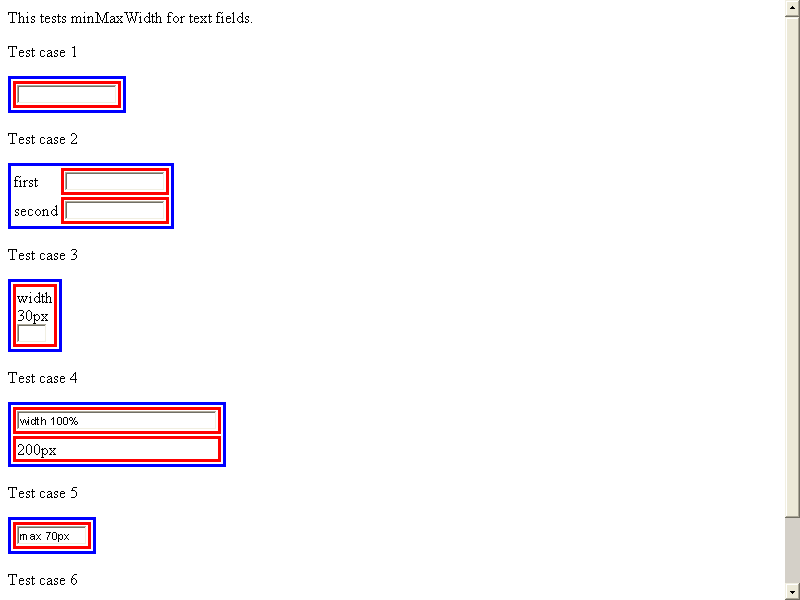 This tests minMaxWidth for text fields.
Test case 1
Test case 2
first
second
Test case 3
width
30px
Test case 4
width 100%
200px
Test case 5
max 70px
Test case 6